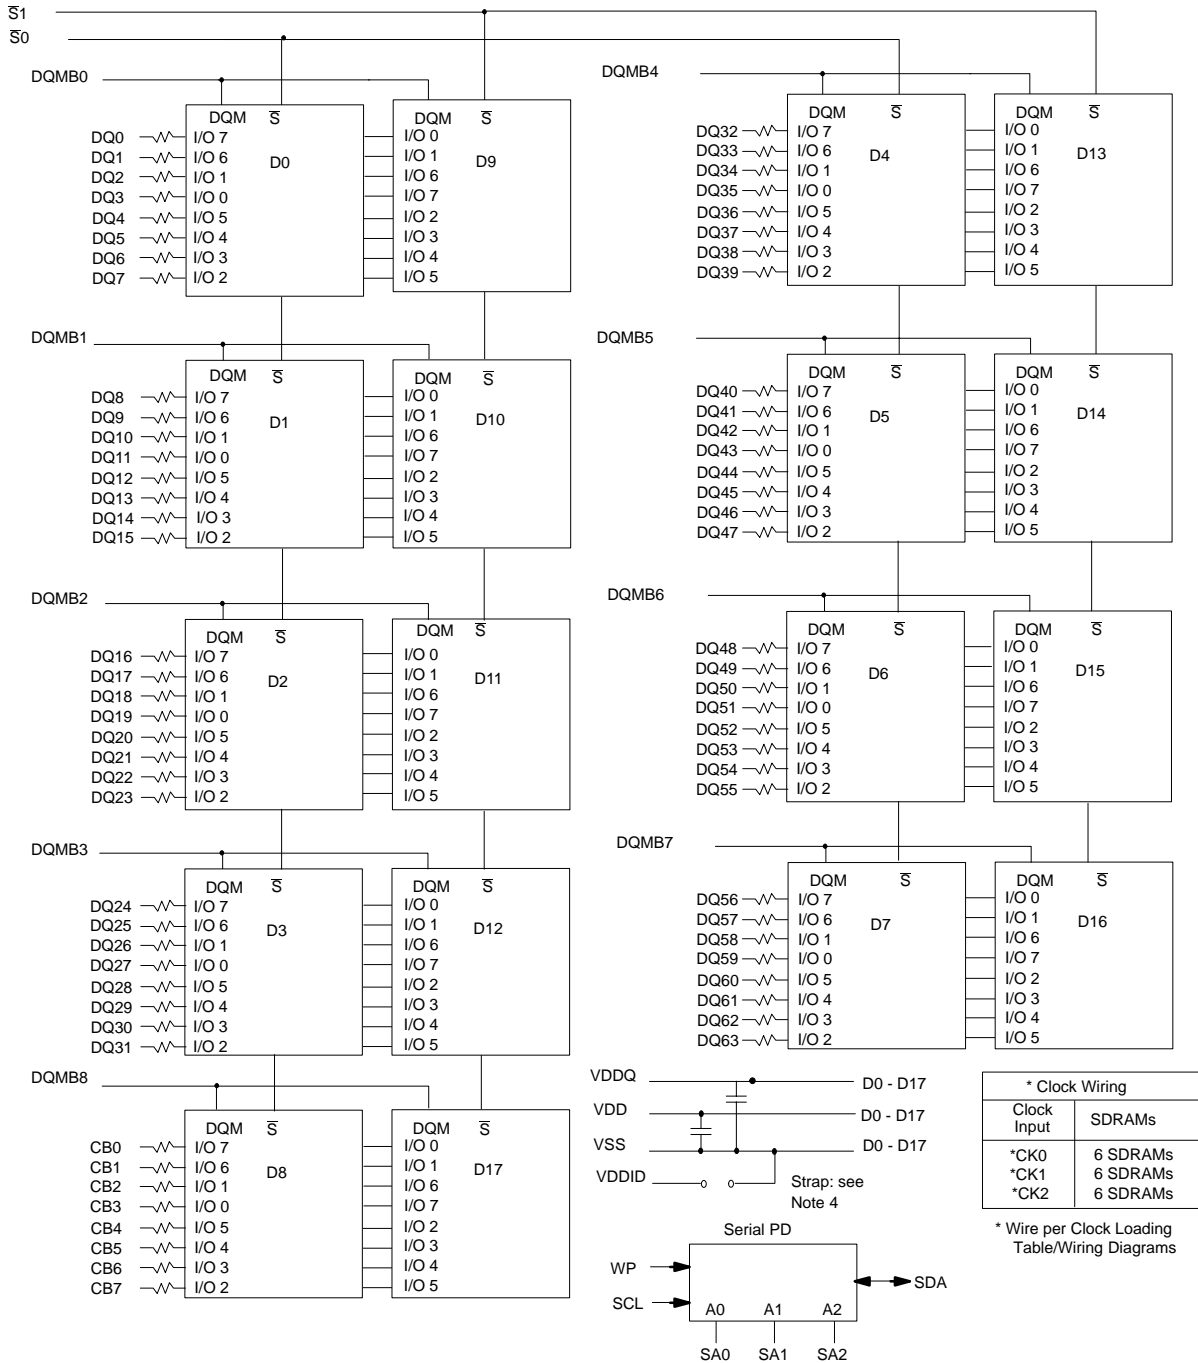 S̅1
S̅0
DQMB0
DQM S̅
DQ0 I/O 7
DQ1 I/O 6
DQ2 I/O 1
DQ3 I/O 0
DQ4 I/O 5
DQ5 I/O 4
DQ6 I/O 3
DQ7 I/O 2
D0
DQM S̅
I/O 0
I/O 1
I/O 6
I/O 7
I/O 2
I/O 3
I/O 4
I/O 5
D9
DQMB1
DQM S̅
DQ8 I/O 7
DQ9 I/O 6
DQ10 I/O 1
DQ11 I/O 0
DQ12 I/O 5
DQ13 I/O 4
DQ14 I/O 3
DQ15 I/O 2
D1
DQM S̅
I/O 0
I/O 1
I/O 6
I/O 7
I/O 2
I/O 3
I/O 4
I/O 5
D10
DQMB2
DQM S̅
DQ16 I/O 7
DQ17 I/O 6
DQ18 I/O 1
DQ19 I/O 0
DQ20 I/O 5
DQ21 I/O 4
DQ22 I/O 3
DQ23 I/O 2
D2
DQM S̅
I/O 0
I/O 1
I/O 6
I/O 7
I/O 2
I/O 3
I/O 4
I/O 5
D11
DQMB3
DQM S̅
DQ24 I/O 7
DQ25 I/O 6
DQ26 I/O 1
DQ27 I/O 0
DQ28 I/O 5
DQ29 I/O 4
DQ30 I/O 3
DQ31 I/O 2
D3
DQM S̅
I/O 0
I/O 1
I/O 6
I/O 7
I/O 2
I/O 3
I/O 4
I/O 5
D12
DQMB8
DQM S̅
CB0 I/O 7
CB1 I/O 6
CB2 I/O 1
CB3 I/O 0
CB4 I/O 5
CB5 I/O 4
CB6 I/O 3
CB7 I/O 2
D8
DQM S̅
I/O 0
I/O 1
I/O 6
I/O 7
I/O 2
I/O 3
I/O 4
I/O 5
D17
DQMB4
DQM S̅
DQ32 I/O 7
DQ33 I/O 6
DQ34 I/O 1
DQ35 I/O 0
DQ36 I/O 5
DQ37 I/O 4
DQ38 I/O 3
DQ39 I/O 2
D4
DQM S̅
I/O 0
I/O 1
I/O 6
I/O 7
I/O 2
I/O 3
I/O 4
I/O 5
D13
DQMB5
DQM S̅
DQ40 I/O 7
DQ41 I/O 6
DQ42 I/O 1
DQ43 I/O 0
DQ44 I/O 5
DQ45 I/O 4
DQ46 I/O 3
DQ47 I/O 2
D5
DQM S̅
I/O 0
I/O 1
I/O 6
I/O 7
I/O 2
I/O 3
I/O 4
I/O 5
D14
DQMB6
DQM S̅
DQ48 I/O 7
DQ49 I/O 6
DQ50 I/O 1
DQ51 I/O 0
DQ52 I/O 5
DQ53 I/O 4
DQ54 I/O 3
DQ55 I/O 2
D6
DQM S̅
I/O 0
I/O 1
I/O 6
I/O 7
I/O 2
I/O 3
I/O 4
I/O 5
D15
DQMB7
DQM S̅
DQ56 I/O 7
DQ57 I/O 6
DQ58 I/O 1
DQ59 I/O 0
DQ60 I/O 5
DQ61 I/O 4
DQ62 I/O 3
DQ63 I/O 2
D7
DQM S̅
I/O 0
I/O 1
I/O 6
I/O 7
I/O 2
I/O 3
I/O 4
I/O 5
D16
VDDQ D0 - D17
VDD D0 - D17
VSS D0 - D17
VDDID
Strap: see
Note 4
* Clock Wiring
Clock
Input
SDRAMs
*CK0 6 SDRAMs
*CK1 6 SDRAMs
*CK2 6 SDRAMs
* Wire per Clock Loading
Table/Wiring Diagrams
Serial PD
WP
SCL
SDA
A0 A1 A2
SA0 SA1 SA2